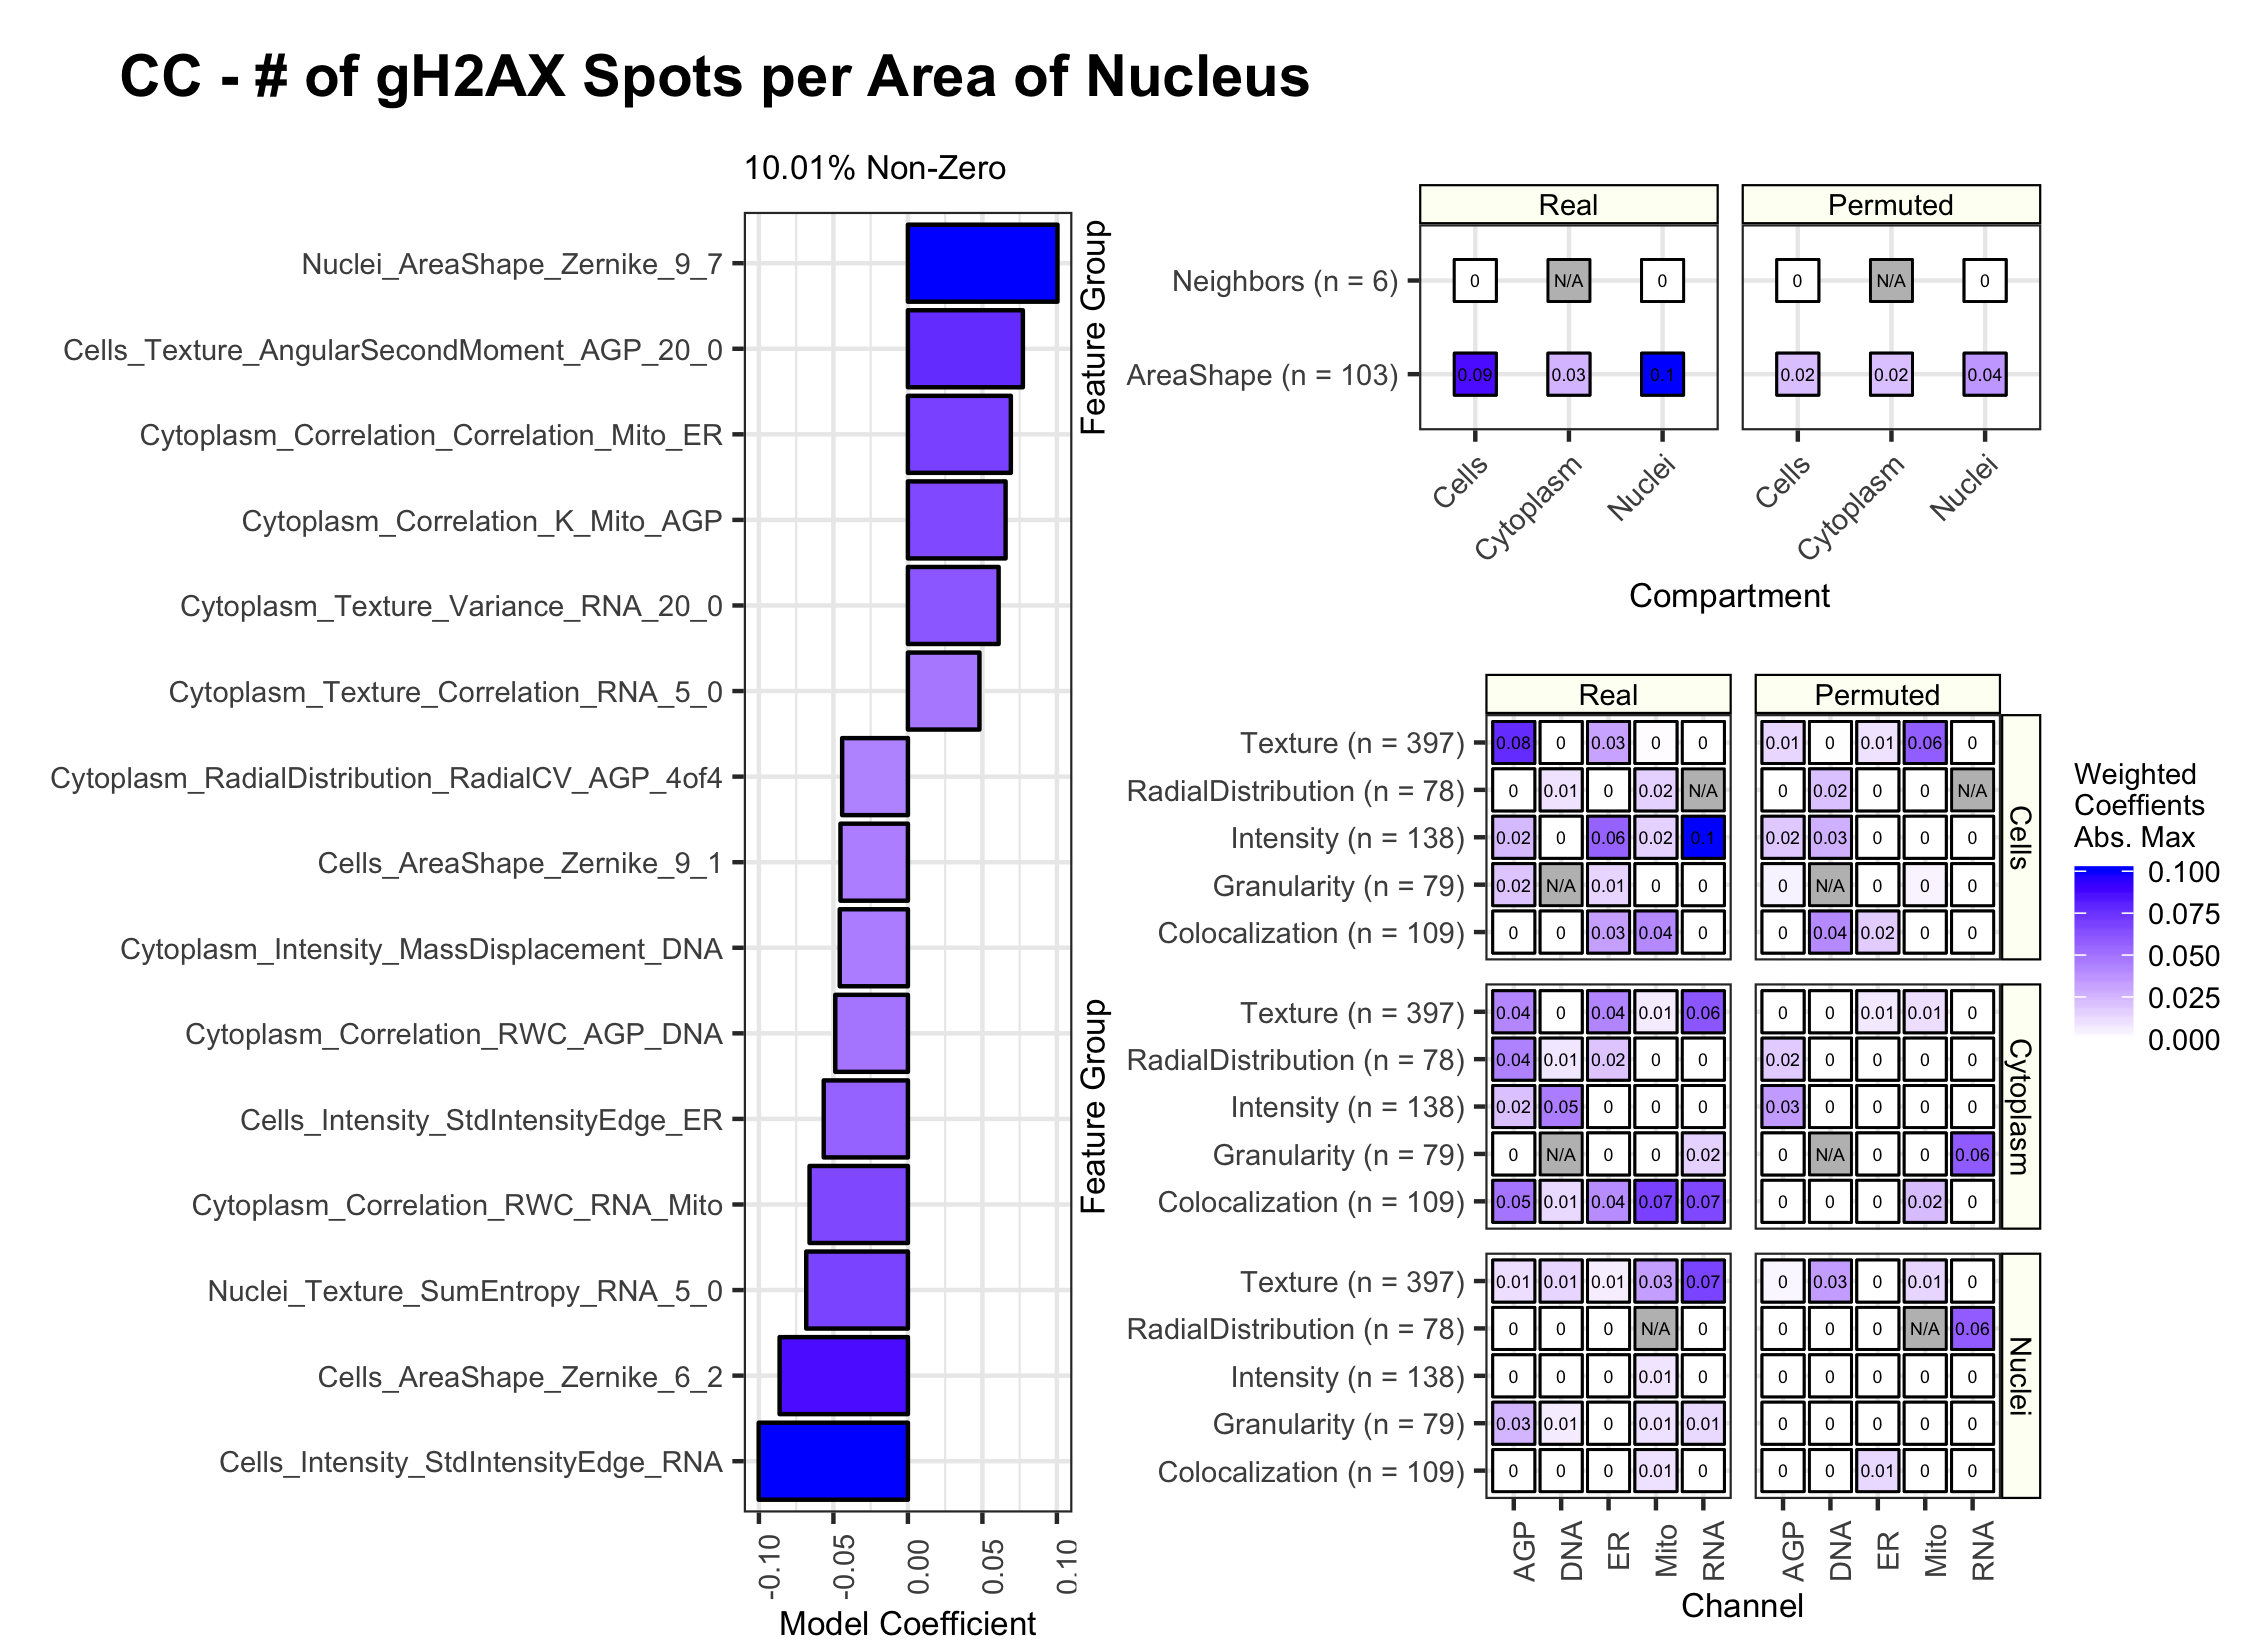 CC - # of gH2AX Spots per Area of Nucleus
10.01% Non-Zero
Nuclei_AreaShape_Zernike_9_7
Cells_Texture_AngularSecondMoment_AGP_20_0
Cytoplasm_Correlation_Correlation_Mito_ER
Cytoplasm_Correlation_K_Mito_AGP
Cytoplasm_Texture_Variance_RNA_20_0
Cytoplasm_Texture_Correlation_RNA_5_0
Cytoplasm_RadialDistribution_RadialCV_AGP_4of4
Cells_AreaShape_Zernike_9_1
Cytoplasm_Intensity_MassDisplacement_DNA
Cytoplasm_Correlation_RWC_AGP_DNA
Cells_Intensity_StdIntensityEdge_ER
Cytoplasm_Correlation_RWC_RNA_Mito
Nuclei_Texture_SumEntropy_RNA_5_0
Cells_AreaShape_Zernike_6_2
Cells_Intensity_StdIntensityEdge_RNA
-0.10 -0.05 0.00 0.05 0.10
Model Coefficient
Feature Group
Real Permuted
Neighbors (n = 6) 0 N/A 0 0 N/A 0
AreaShape (n = 103) 0.09 0.03 0.1 0.02 0.02 0.04
Cells Cytoplasm Nuclei Cells Cytoplasm Nuclei
Compartment
Feature Group
Real Permuted
Texture (n = 397) 0.08 0 0.03 0 0 0.01 0 0.01 0.06 0
RadialDistribution (n = 78) 0 0.01 0 0.02 N/A 0 0.02 0 0 N/A
Intensity (n = 138) 0.02 0 0.06 0.02 0.1 0.02 0.03 0 0 0
Granularity (n = 79) 0.02 N/A 0.01 0 0 0 N/A 0 0 0
Colocalization (n = 109) 0 0 0.03 0.04 0 0 0.04 0.02 0 0
Cells
Texture (n = 397) 0.04 0 0.04 0.01 0.06 0 0 0.01 0.01 0
RadialDistribution (n = 78) 0.04 0.01 0.02 0 0 0.02 0 0 0 0
Intensity (n = 138) 0.02 0.05 0 0 0 0.03 0 0 0 0
Granularity (n = 79) 0 N/A 0 0 0.02 0 N/A 0 0 0.06
Colocalization (n = 109) 0.05 0.01 0.04 0.07 0.07 0 0 0 0.02 0
Cytoplasm
Texture (n = 397) 0.01 0.01 0.01 0.03 0.07 0 0.03 0 0.01 0
RadialDistribution (n = 78) 0 0 0 N/A 0 0 0 0 N/A 0.06
Intensity (n = 138) 0 0 0 0.01 0 0 0 0 0 0
Granularity (n = 79) 0.03 0.01 0 0.01 0.01 0 0 0 0 0
Colocalization (n = 109) 0 0 0 0.01 0 0 0 0.01 0 0
Nuclei
AGP DNA ER Mito RNA AGP DNA ER Mito RNA
Channel
Weighted
Coeffients
Abs. Max
0.100
0.075
0.050
0.025
0.000